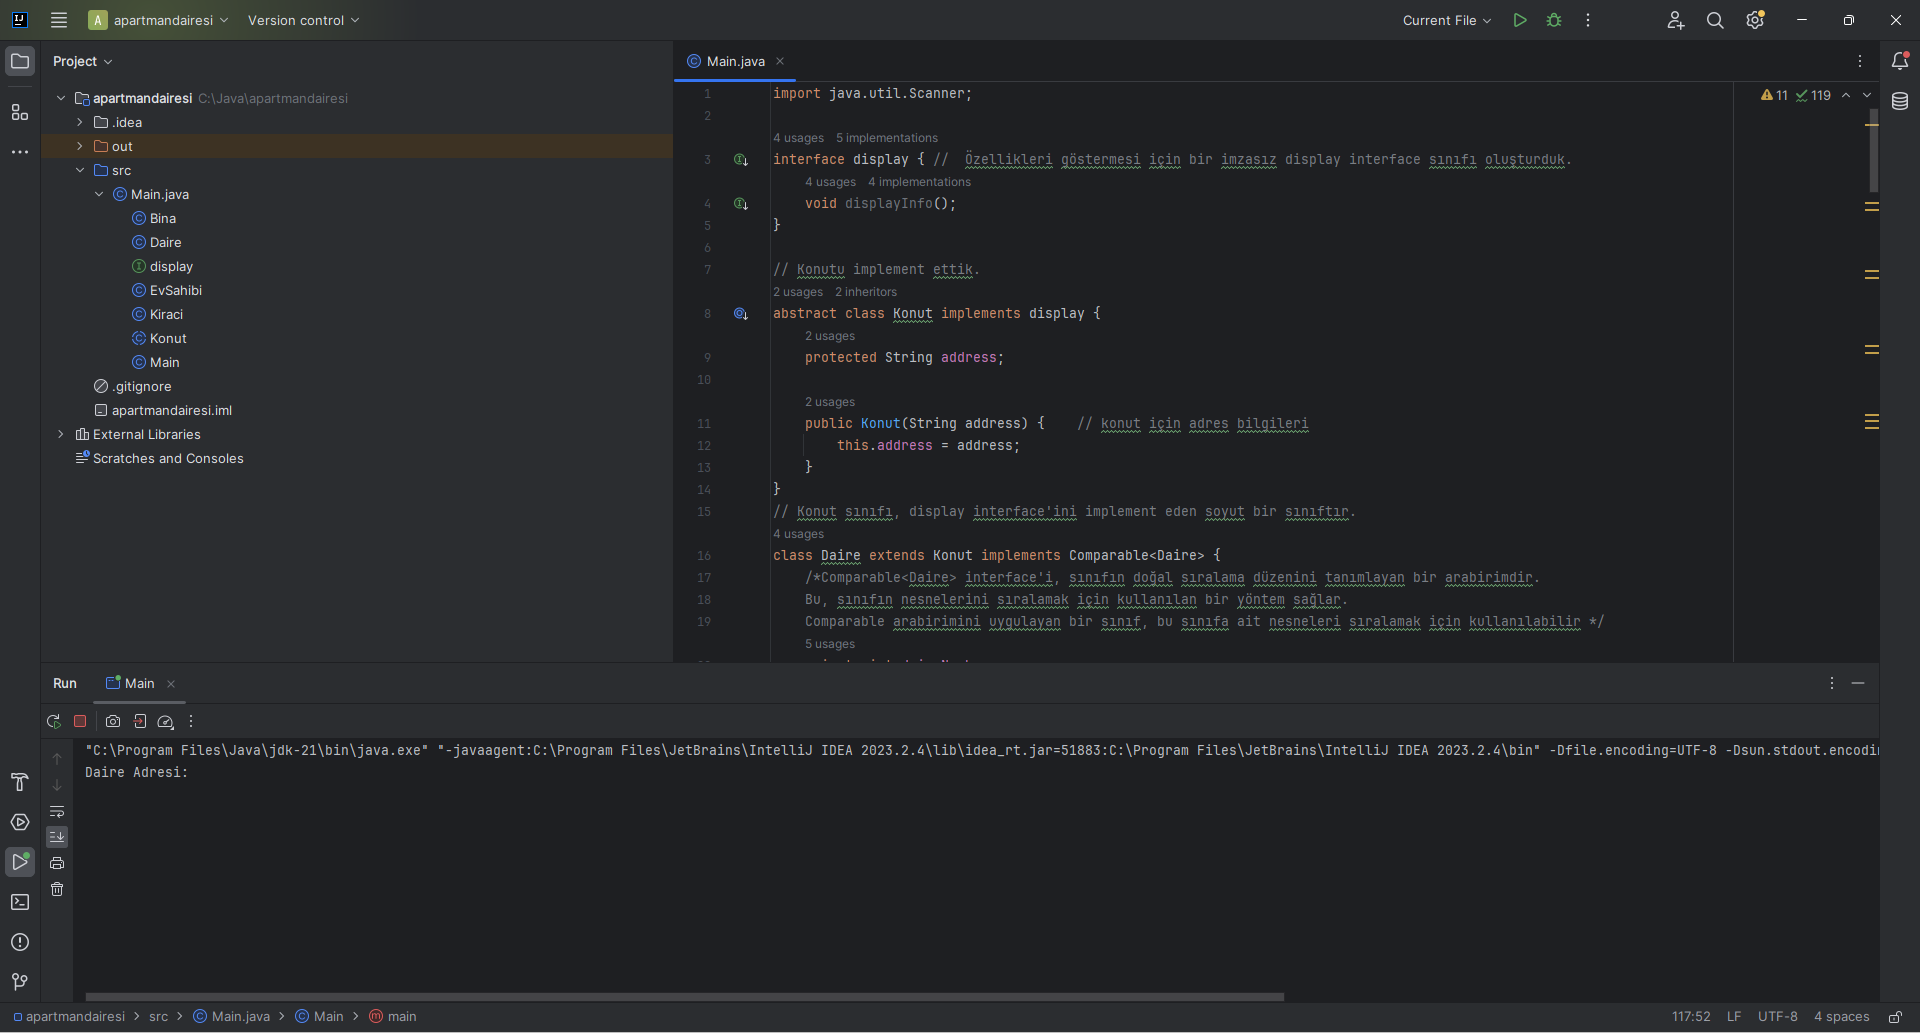 A apartmandairesi Version control Current File
Project
Main.java
apartmandairesi C:\Java\apartmandairesi
.idea
out
src
Main.java
Bina
Daire
display
EvSahibi
Kiraci
Konut
Main
.gitignore
apartmandairesi.iml
External Libraries
Scratches and Consoles
11 119
1 import java.util.Scanner;
2
4 usages 5 implementations
3 interface display { // Özellikleri göstermesi için bir imzasız display interface sınıfı oluşturduk.
4 usages 4 implementations
4 void displayInfo();
5 }
6
7 // Konutu implement ettik.
2 usages 2 inheritors
8 abstract class Konut implements display {
2 usages
9 protected String address;
10
2 usages
11 public Konut(String address) { // konut için adres bilgileri
12 this.address = address;
13 }
14 }
15 // Konut sınıfı, display interface'ini implement eden soyut bir sınıftır.
4 usages
16 class Daire extends Konut implements Comparable<Daire> {
17 /*Comparable<Daire> interface'i, sınıfın doğal sıralama düzenini tanımlayan bir arabirimdir.
18 Bu, sınıfın nesnelerini sıralamak için kullanılan bir yöntem sağlar.
19 Comparable arabirimini uygulayan bir sınıf, bu sınıfa ait nesneleri sıralamak için kullanılabilir */
5 usages
Run Main
"C:\Program Files\Java\jdk-21\bin\java.exe" "-javaagent:C:\Program Files\JetBrains\IntelliJ IDEA 2023.2.4\lib\idea_rt.jar=51883:C:\Program Files\JetBrains\IntelliJ IDEA 2023.2.4\bin" -Dfile.encoding=UTF-8 -Dsun.stdout.encodin
Daire Adresi:
apartmandairesi > src > Main.java > Main > main 117:52 LF UTF-8 4 spaces